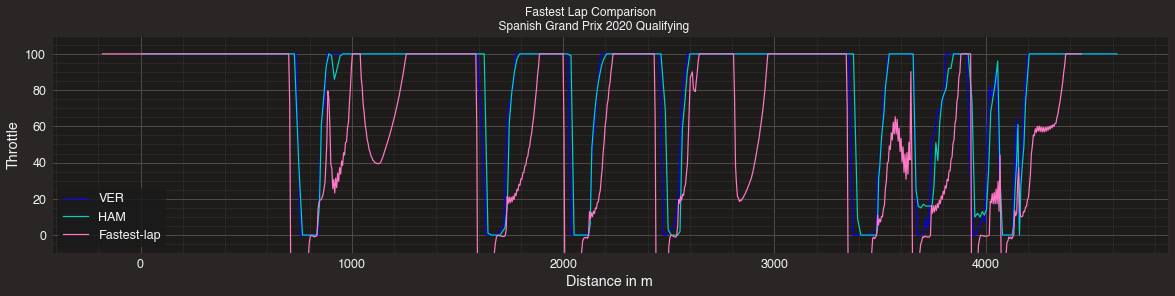 Fastest Lap Comparison
Spanish Grand Prix 2020 Qualifying
100
80
60
40
20
0
Throttle
VER
HAM
Fastest-lap
0
1000
2000
3000
4000
Distance in m